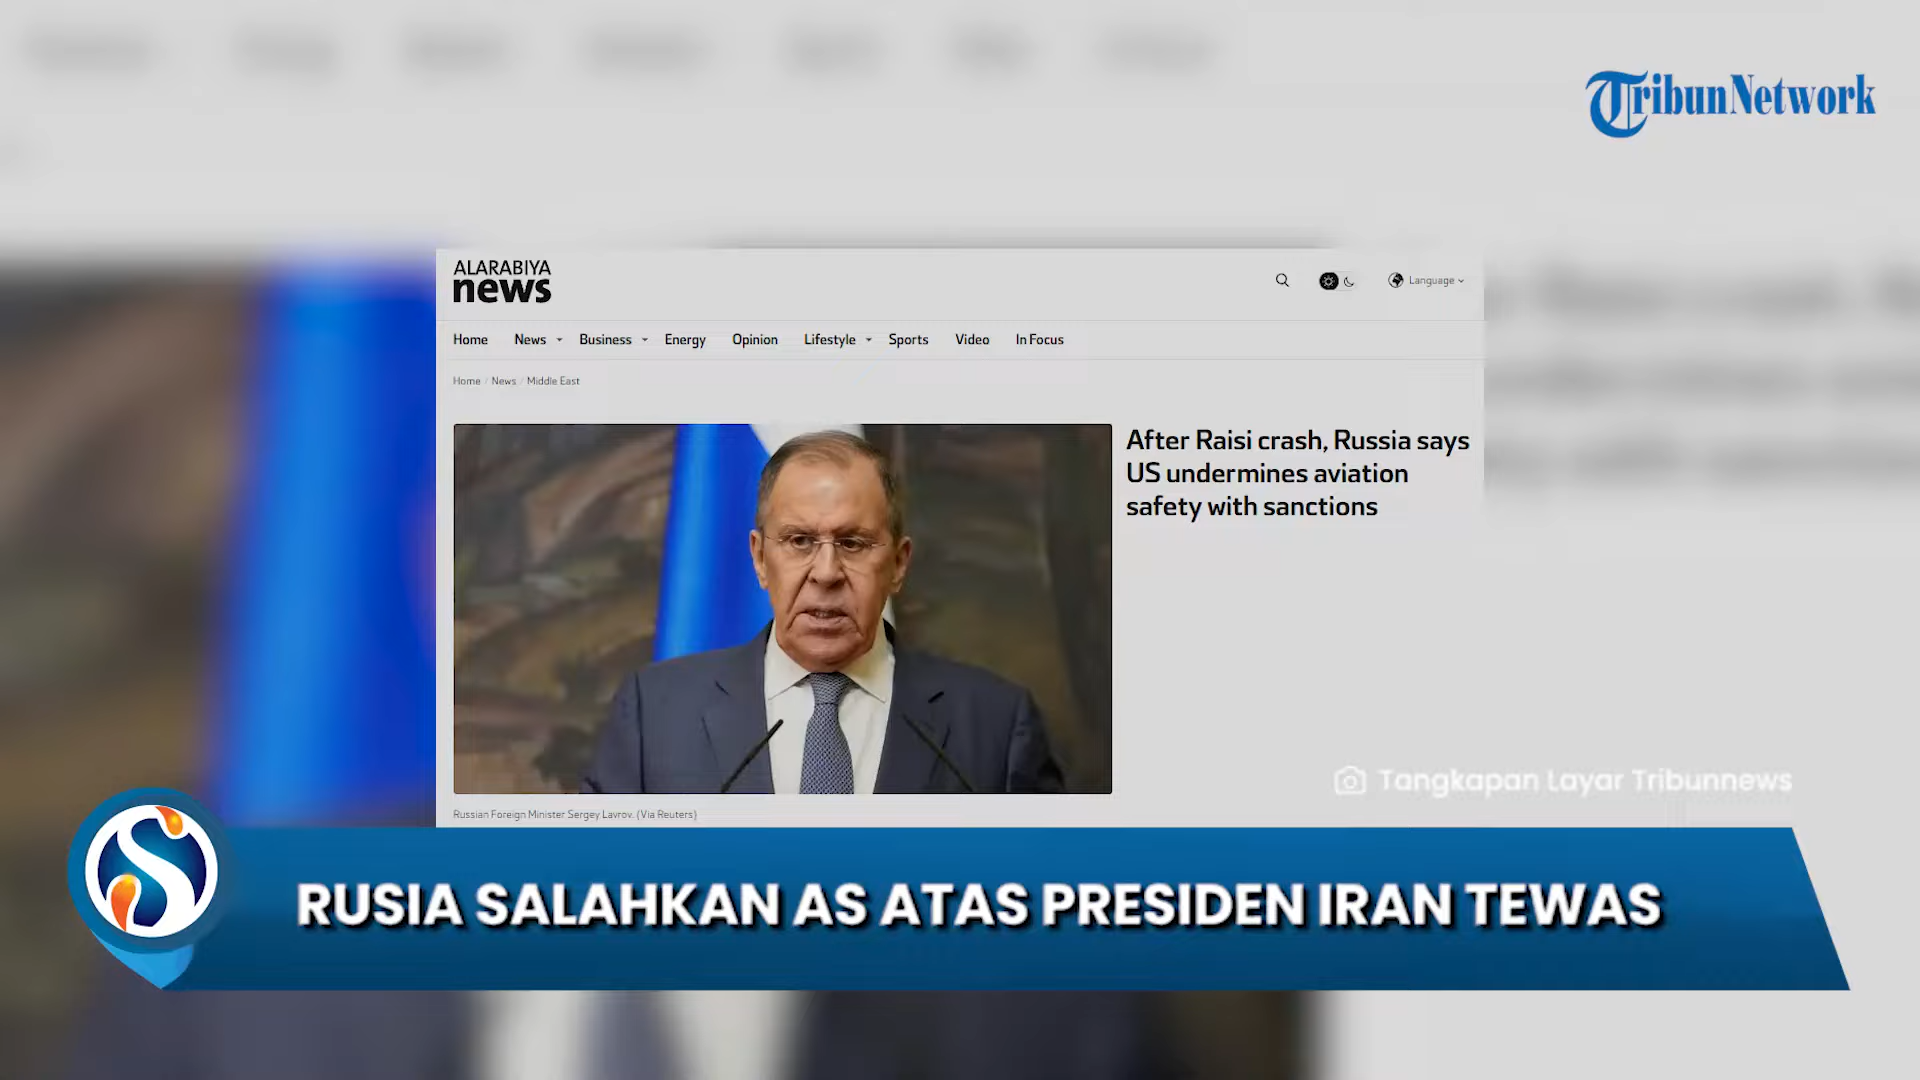 TribunNetwork
ALARABIYA
news
Language
Home News Business Energy Opinion Lifestyle Sports Video In Focus
Home / News / Middle East
After Raisi crash, Russia says
US undermines aviation
safety with sanctions
Tangkapan Layar Tribunnews
Russian Foreign Minister Sergey Lavrov. (Via Reuters)
RUSIA SALAHKAN AS ATAS PRESIDEN IRAN TEWAS